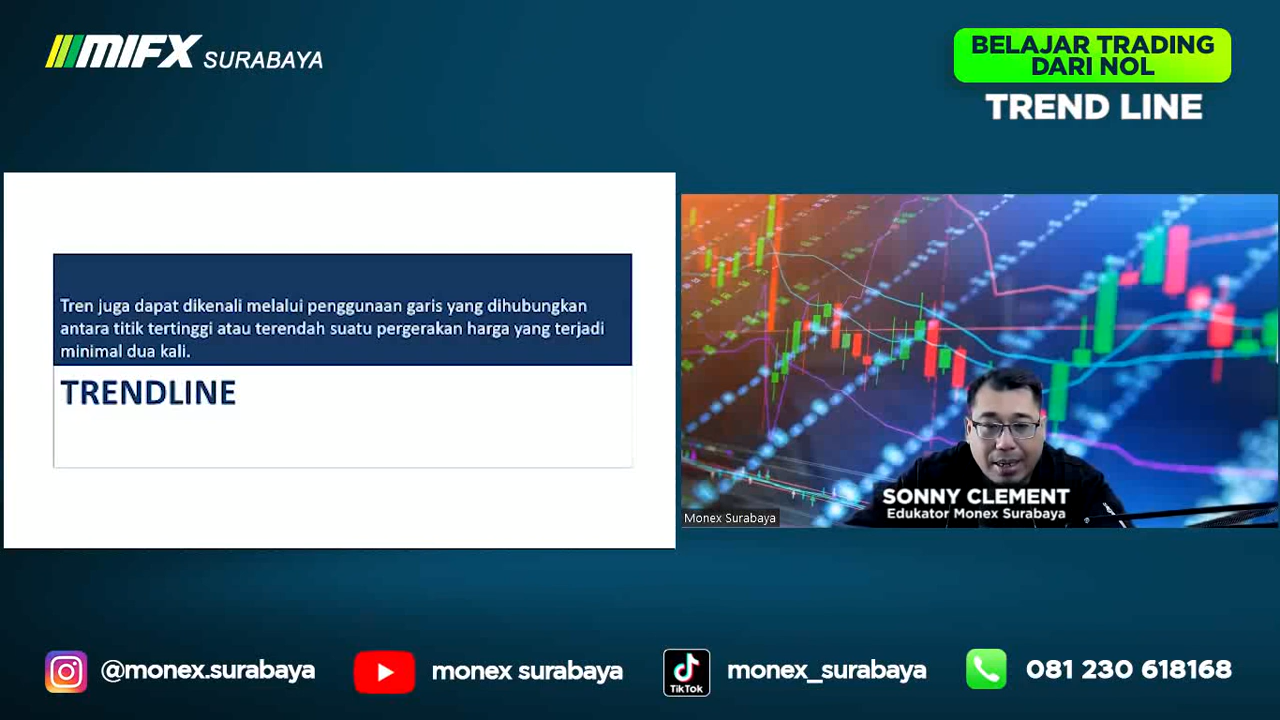 MIFX SURABAYA
BELAJAR TRADING
DARI NOL
TREND LINE
Tren juga dapat dikenali melalui penggunaan garis yang dihubungkan
antara titik tertinggi atau terendah suatu pergerakan harga yang terjadi
minimal dua kali.
TRENDLINE
SONNY CLEMENT
Edukator Monex Surabaya
Monex Surabaya
@monex.surabaya
monex surabaya
TikTok
monex_surabaya
081 230 618168